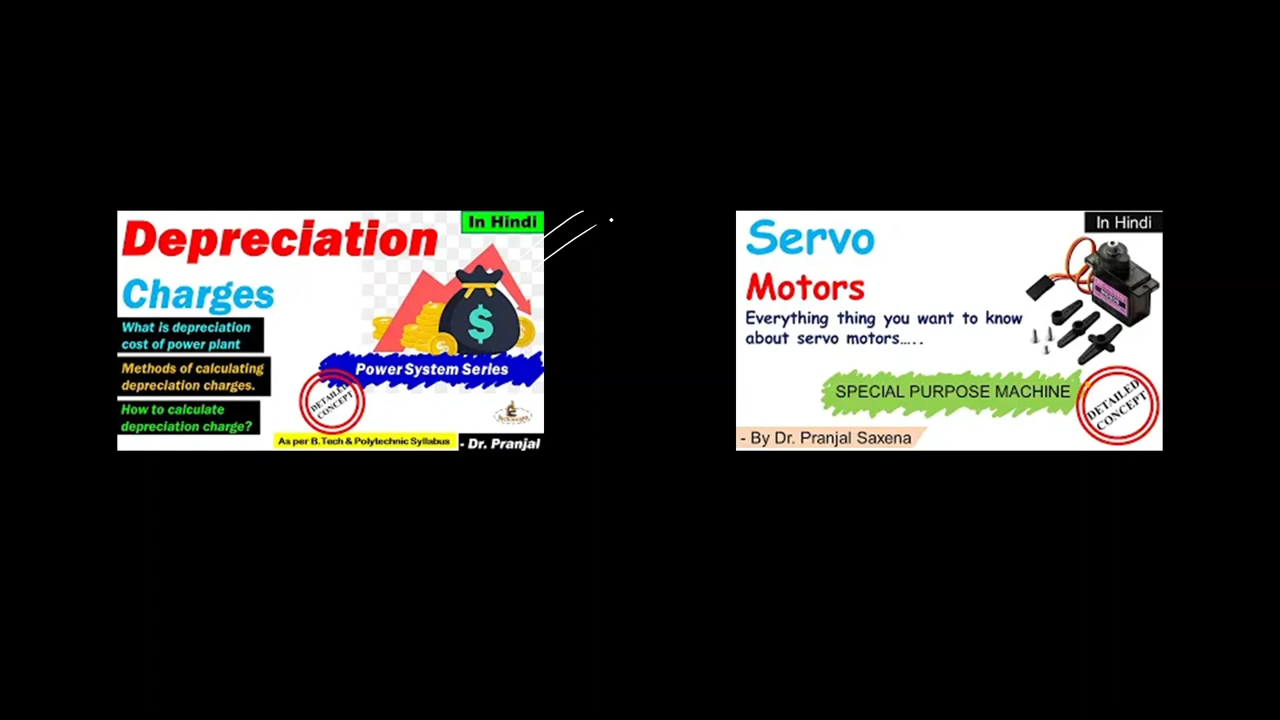 In Hindi
Depreciation
Charges
What is depreciation
cost of power plant
Methods of calculating
depreciation charges.
How to calculate
depreciation charge?
$
Power System Series
DETAILED
CONCEPT
As per B.Tech & Polytechnic Syllabus
- Dr. Pranjal
In Hindi
Servo
Motors
Everything thing you want to know
about servo motors.....
SPECIAL PURPOSE MACHINE
DETAILED
CONCEPT
- By Dr. Pranjal Saxena